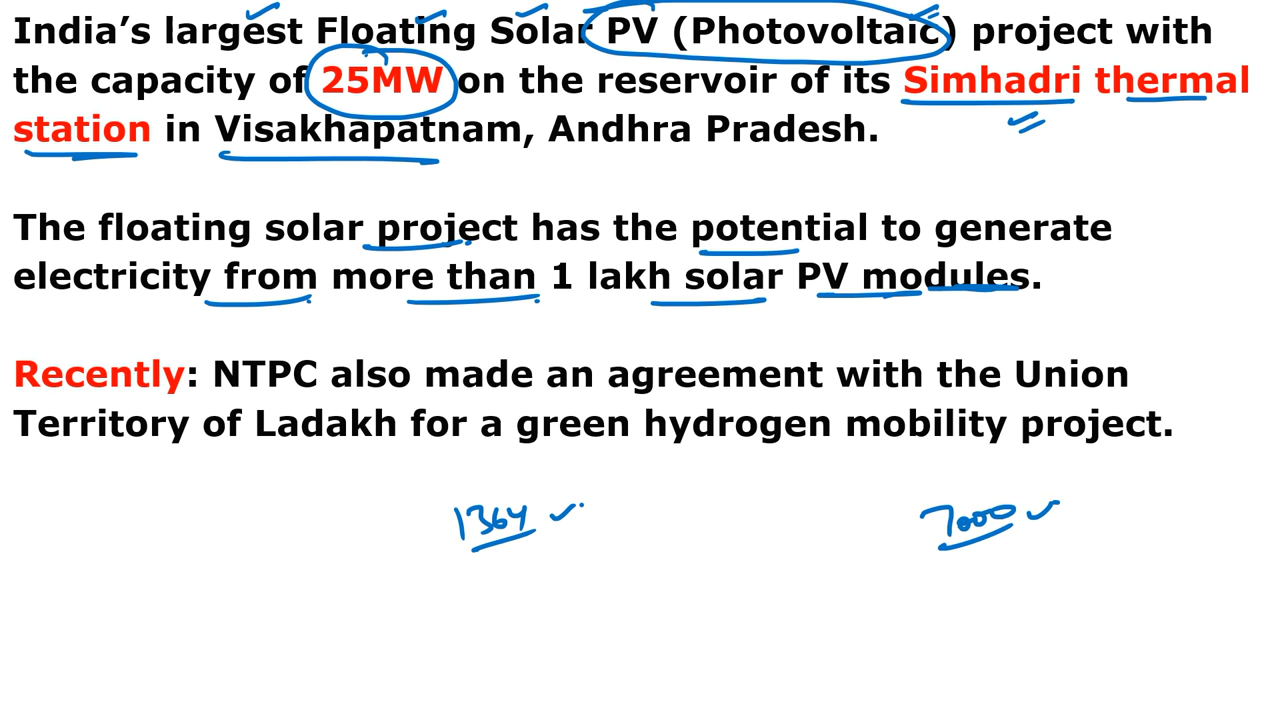 India’s largest Floating Solar PV (Photovoltaic) project with
the capacity of 25MW on the reservoir of its Simhadri thermal
station in Visakhapatnam, Andhra Pradesh.
The floating solar project has the potential to generate
electricity from more than 1 lakh solar PV modules.
Recently: NTPC also made an agreement with the Union
Territory of Ladakh for a green hydrogen mobility project.
1364 7000